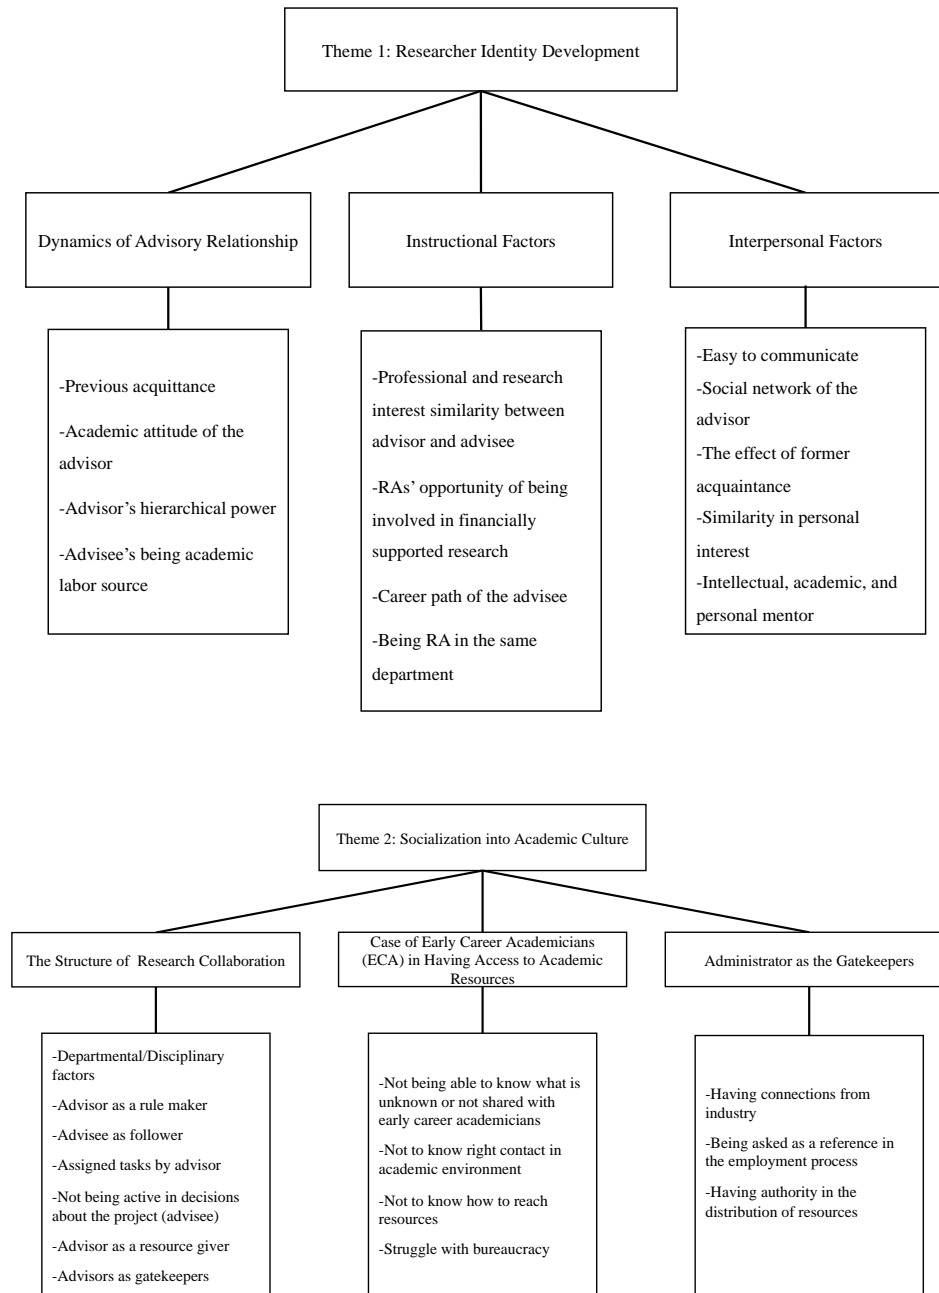 Theme 1: Researcher Identity Development
Dynamics of Advisory Relationship
Instructional Factors
Interpersonal Factors
-Previous acquittance
-Academic attitude of the
advisor
-Advisor's hierarchical power
-Advisee's being academic
labor source
-Professional and research
interest similarity between
advisor and advisee
-RAs' opportunity of being
involved in financially
supported research
-Career path of the advisee
-Being RA in the same
department
-Easy to communicate
-Social network of the
advisor
-The effect of former
acquaintance
-Similarity in personal
interest
-Intellectual, academic, and
personal mentor
Theme 2: Socialization into Academic Culture
The Structure of Research Collaboration
Case of Early Career Academicians
(ECA) in Having Access to Academic
Resources
Administrator as the Gatekeepers
-Departmental/Disciplinary
factors
-Advisor as a rule maker
-Advisee as follower
-Assigned tasks by advisor
-Not being active in decisions
about the project (advisee)
-Advisor as a resource giver
-Advisors as gatekeepers
-Not being able to know what is
unknown or not shared with
early career academicians
-Not to know right contact in
academic environment
-Not to know how to reach
resources
-Struggle with bureaucracy
-Having connections from
industry
-Being asked as a reference in
the employment process
-Having authority in the
distribution of resources